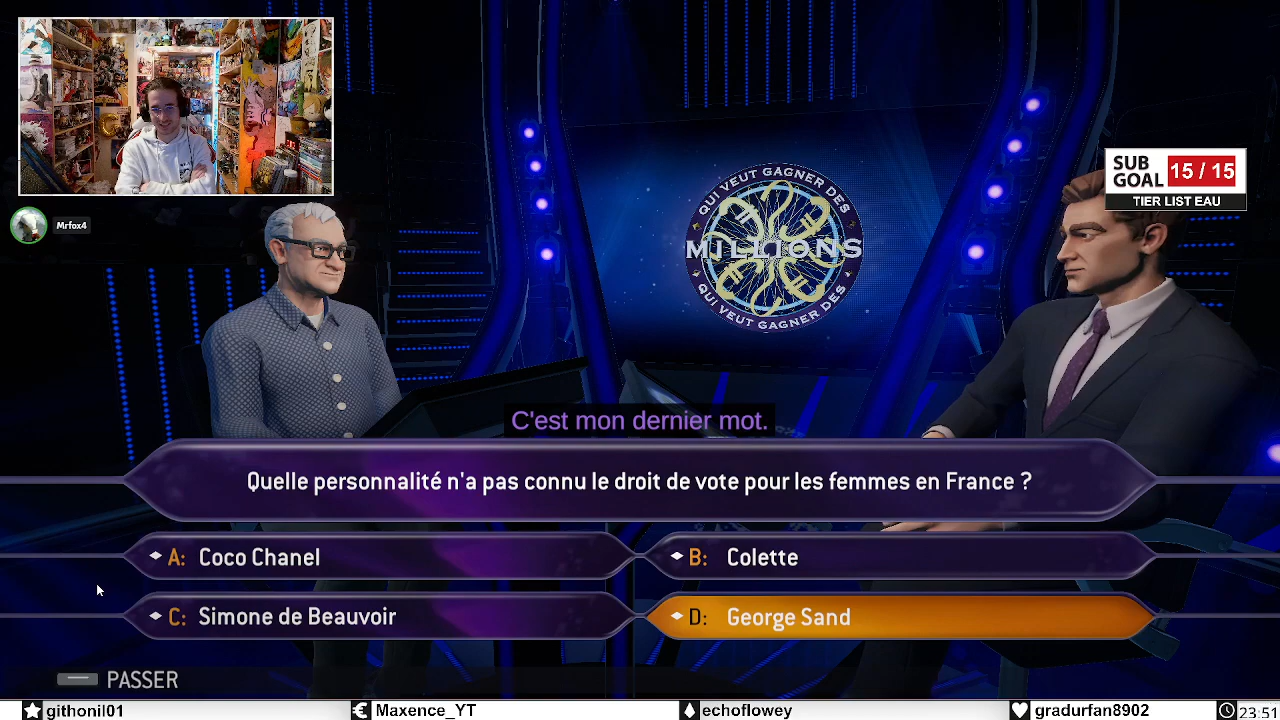 SUB GOAL 15 / 15
TIER LIST EAU
Mrfox4
QUI VEUT GAGNER DES
MILLIONS
QUI VEUT GAGNER DES
C'est mon dernier mot.
Quelle personnalité n'a pas connu le droit de vote pour les femmes en France ?
A: Coco Chanel
B: Colette
C: Simone de Beauvoir
D: George Sand
PASSER
githonil01
Maxence_YT
echoflowey
gradurfan8902
23:51